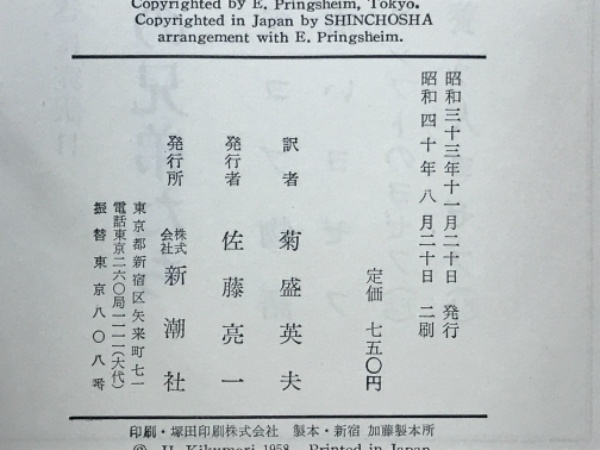 Copyrighted by E. Pringsheim, Tokyo.
Copyrighted in Japan by SHINCHOSHA
arrangement with E. Pringsheim.
昭和三十三年十一月二十日 発行
昭和四十年八月二十日 二刷
定価 七五〇円
訳者 菊盛英夫
発行者 佐藤亮一
発行所 株式会社 新潮社
東京都新宿区矢来町七一
電話東京二六〇局一一一一(大代)
振替東京八〇八番
印刷・塚田印刷株式会社 製本・新宿 加藤製本所
© H. Kikumori 1958 Printed in Japan